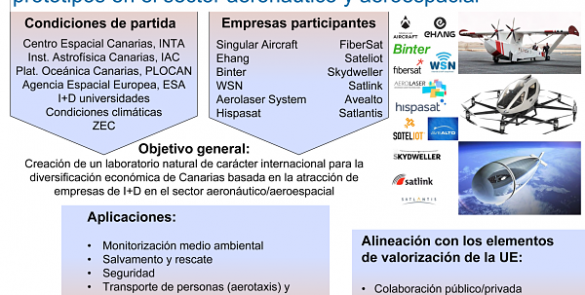 prototipos en el sector aeronáutico y aeroespacial
Condiciones de partida
Centro Espacial Canarias, INTA
Inst. Astrofísica Canarias, IAC
Plat. Oceánica Canarias, PLOCAN
Agencia Espacial Europea, ESA
I+D universidades
Condiciones climáticas
ZEC
Empresas participantes
Singular Aircraft FiberSat
Ehang Sateliot
Binter Skydweller
WSN Satlink
Aerolaser System Avealto
Hispasat Satlantis
AIRCRAFT
EHANG
Binter
fibersat
WSN
AEROLASER
hispasat
SATELIOT
AVEALTO
SKYDWELLER
satlink
SATLANTIS
Objetivo general:
Creación de un laboratorio natural de carácter internacional para la
diversificación económica de Canarias basada en la atracción de
empresas de I+D en el sector aeronáutico/aeroespacial
Aplicaciones:
• Monitorización medio ambiental
• Salvamento y rescate
• Seguridad
• Transporte de personas (aerotaxis) y
Alineación con los elementos
de valorización de la UE:
• Colaboración público/privada